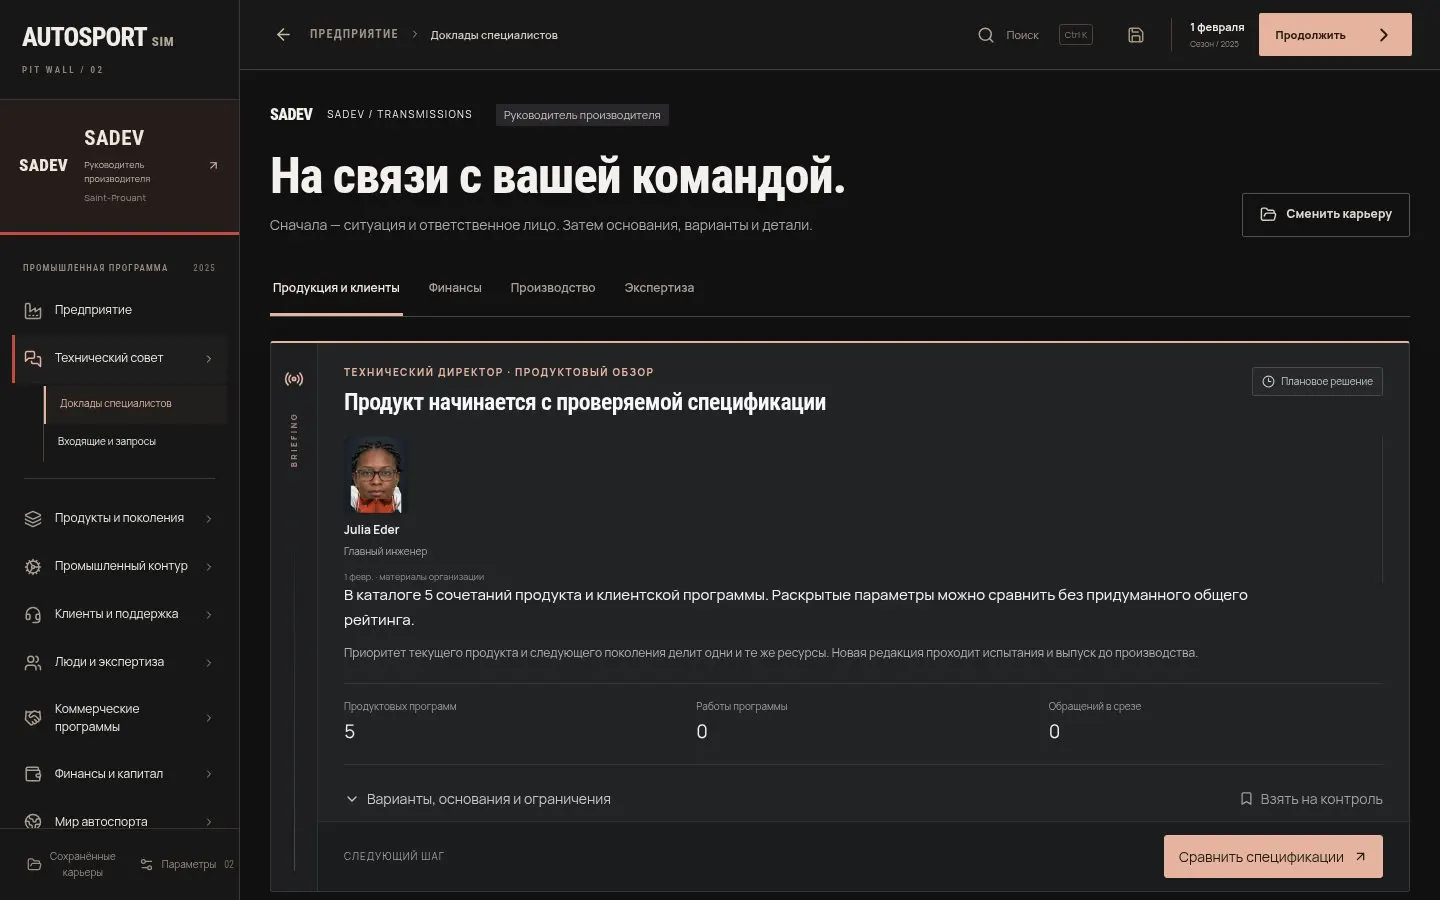 AUTOSPORT SIM
PIT WALL / 02
SADEV
SADEV
Руководитель
производителя
Saint-Prouant
ПРОМЫШЛЕННАЯ ПРОГРАММА 2025
Предприятие
Технический совет
Доклады специалистов
Входящие и запросы
Продукты и поколения
Промышленный контур
Клиенты и поддержка
Люди и экспертиза
Коммерческие
программы
Финансы и капитал
Мир автоспорта
Сохранённые
карьеры
Параметры 02
ПРЕДПРИЯТИЕ
Доклады специалистов
Поиск Ctrl K
1 февраля
Сезон / 2025
Продолжить
SADEV SADEV / TRANSMISSIONS Руководитель производителя
На связи с вашей командой.
Сначала — ситуация и ответственное лицо. Затем основания, варианты и детали.
Сменить карьеру
Продукция и клиенты Финансы Производство Экспертиза
BRIEFING
ТЕХНИЧЕСКИЙ ДИРЕКТОР · ПРОДУКТОВЫЙ ОБЗОР
Продукт начинается с проверяемой спецификации
Плановое решение
Julia Eder
Главный инженер
1 февр. · материалы организации
В каталоге 5 сочетаний продукта и клиентской программы. Раскрытые параметры можно сравнить без придуманного общего
рейтинга.
Приоритет текущего продукта и следующего поколения делит одни и те же ресурсы. Новая редакция проходит испытания и выпуск до производства.
Продуктовых программ Работы программы Обращений в срезе
5 0 0
Варианты, основания и ограничения
Взять на контроль
СЛЕДУЮЩИЙ ШАГ
Сравнить спецификации